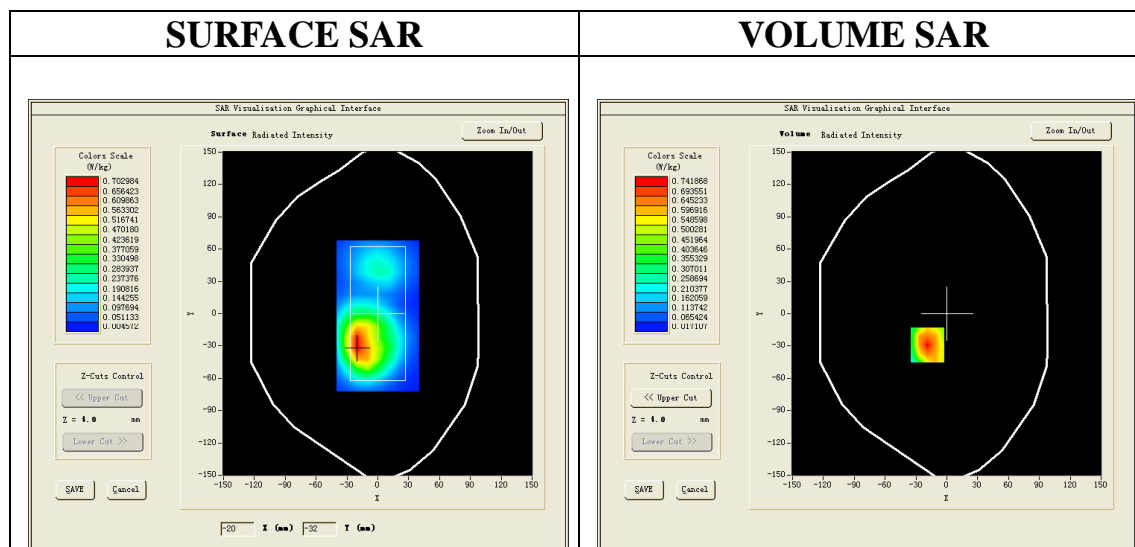 SURFACE SAR
VOLUME SAR
SAR Visualisation Graphical Interface
Surface Radiated Intensity
Zoom In/Out
Colors Scale
(W/kg)
0.702984
0.656423
0.609863
0.563302
0.516741
0.470180
0.423619
0.377059
0.330498
0.283937
0.237376
0.190816
0.144255
0.097694
0.051133
0.004572
150
120
90
60
30
0
-30
-60
-90
-120
-150
Y
-150 -120 -90 -60 -30 0 30 60 90 120 150
X
Z-Cuts Control
<< Upper Cut
Z = 4.0 mm
Lower Cut >>
SAVE Cancel
-20 X (mm) -32 Y (mm)
SAR Visualisation Graphical Interface
Volume Radiated Intensity
Zoom In/Out
Colors Scale
(W/kg)
0.741868
0.693551
0.645233
0.596916
0.548598
0.500281
0.451964
0.403646
0.355329
0.307011
0.258694
0.210377
0.162059
0.113742
0.065424
0.017107
150
120
90
60
30
0
-30
-60
-90
-120
-150
Y
-150 -120 -90 -60 -30 0 30 60 90 120 150
X
Z-Cuts Control
<< Upper Cut
Z = 4.0 mm
Lower Cut >>
SAVE Cancel